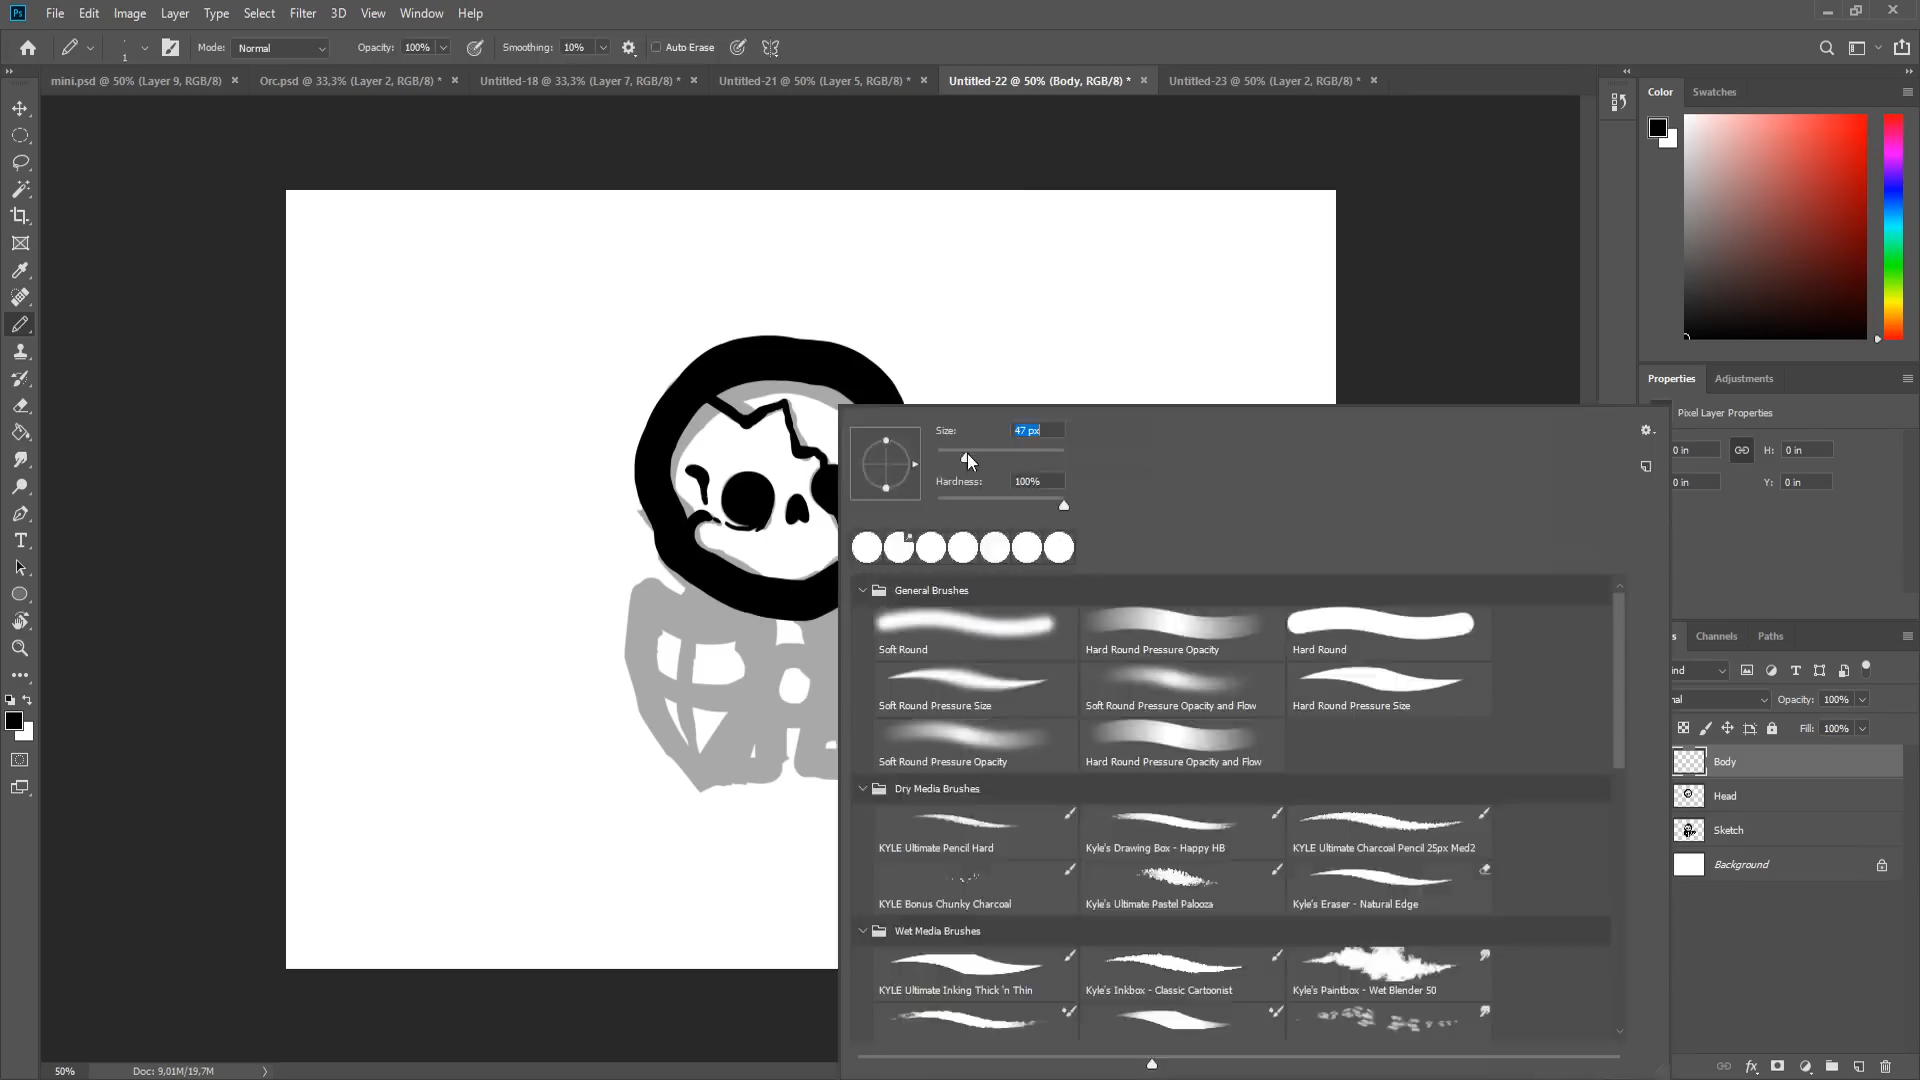 Ps File Edit Image Layer Type Select Filter 3D View Window Help
1 Mode: Normal Opacity: 100% Smoothing: 10% Auto Erase
mini.psd @ 50% (Layer 9, RGB/8) Orc.psd @ 33,3% (Layer 2, RGB/8) * Untitled-18 @ 33,3% (Layer 7, RGB/8) * Untitled-21 @ 50% (Layer 5, RGB/8) * Untitled-22 @ 50% (Body, RGB/8) * Untitled-23 @ 50% (Layer 2, RGB/8) *
Color Swatches
Properties Adjustments
Pixel Layer Properties
0 in H: 0 in
0 in Y: 0 in
Size: 47 px
Hardness: 100%
General Brushes
Soft Round Hard Round Pressure Opacity Hard Round
Soft Round Pressure Size Soft Round Pressure Opacity and Flow Hard Round Pressure Size
Soft Round Pressure Opacity Hard Round Pressure Opacity and Flow
Dry Media Brushes
KYLE Ultimate Pencil Hard Kyle's Drawing Box - Happy HB KYLE Ultimate Charcoal Pencil 25px Med2
KYLE Bonus Chunky Charcoal Kyle's Ultimate Pastel Palooza Kyle's Eraser - Natural Edge
Wet Media Brushes
KYLE Ultimate Inking Thick 'n Thin Kyle's Inkbox - Classic Cartoonist Kyle's Paintbox - Wet Blender 50
s Channels Paths
ind
al Opacity: 100%
Fill: 100%
Body
Head
Sketch
Background
50% Doc: 9,01M/19,7M